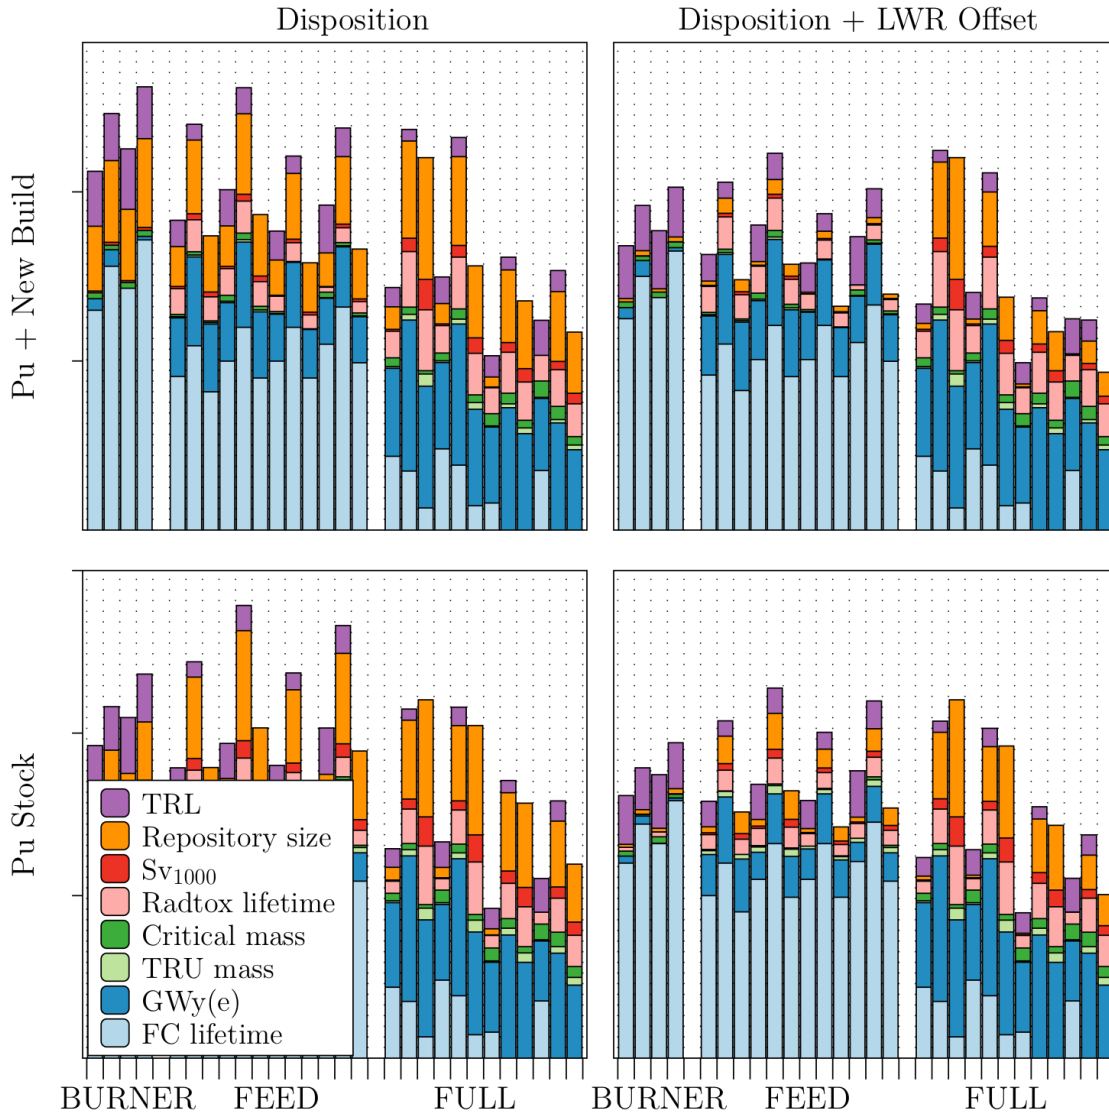 Disposition
Disposition + LWR Offset
Pu + New Build
Pu Stock
TRL
Repository size
Sv1000
Radtox lifetime
Critical mass
TRU mass
GWy(e)
FC lifetime
BURNER FEED FULL
BURNER FEED FULL